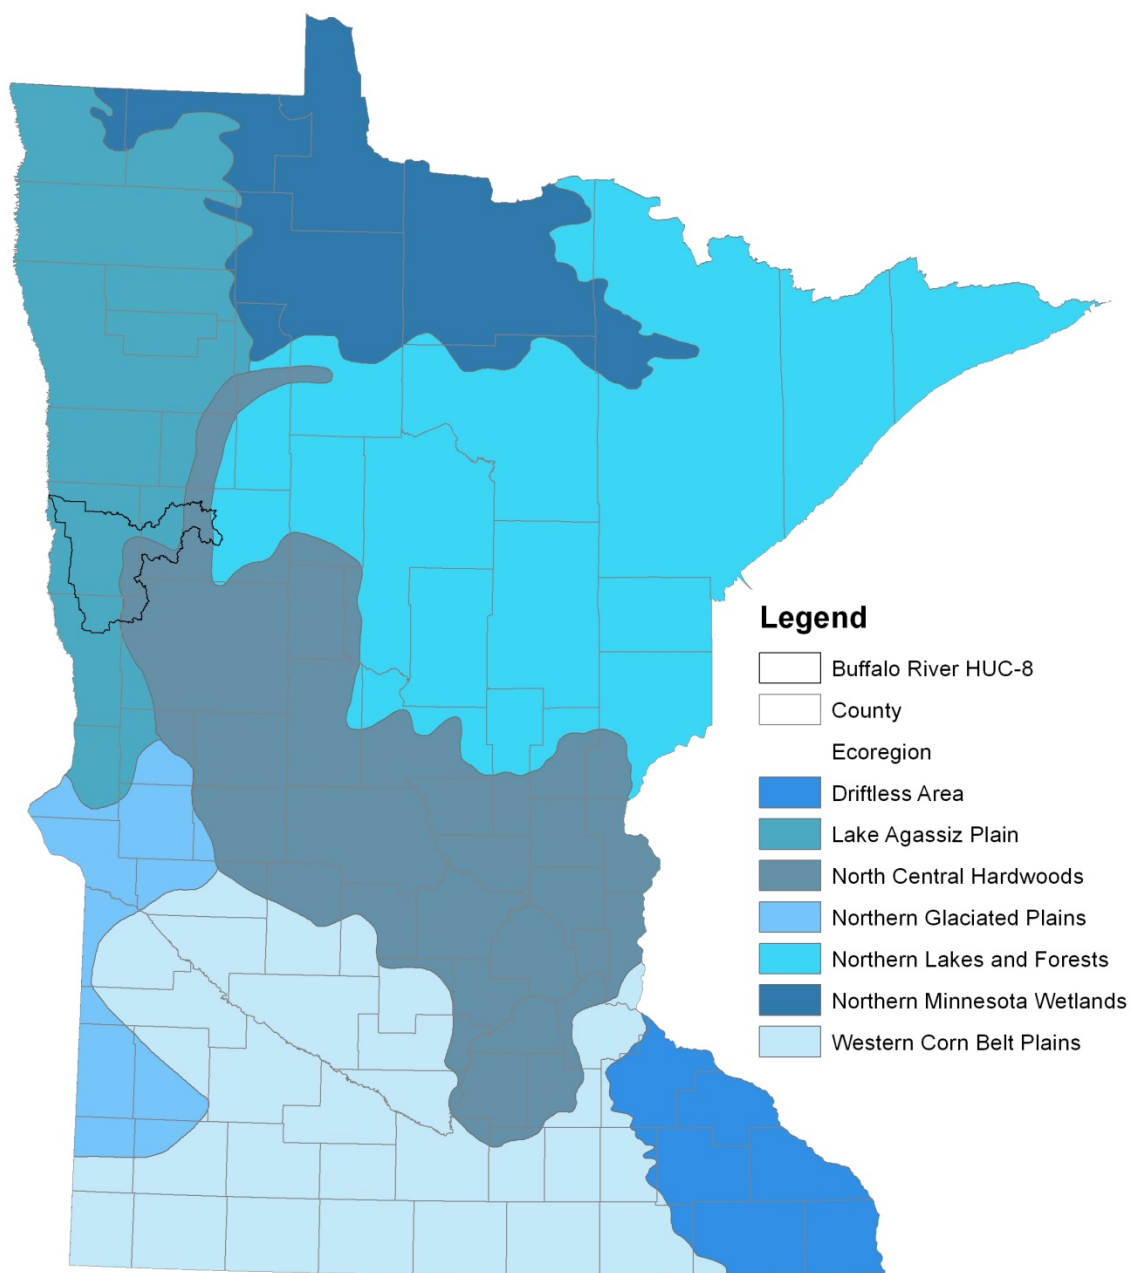 Legend
Buffalo River HUC-8
County
Ecoregion
Driftless Area
Lake Agassiz Plain
North Central Hardwoods
Northern Glaciated Plains
Northern Lakes and Forests
Northern Minnesota Wetlands
Western Corn Belt Plains